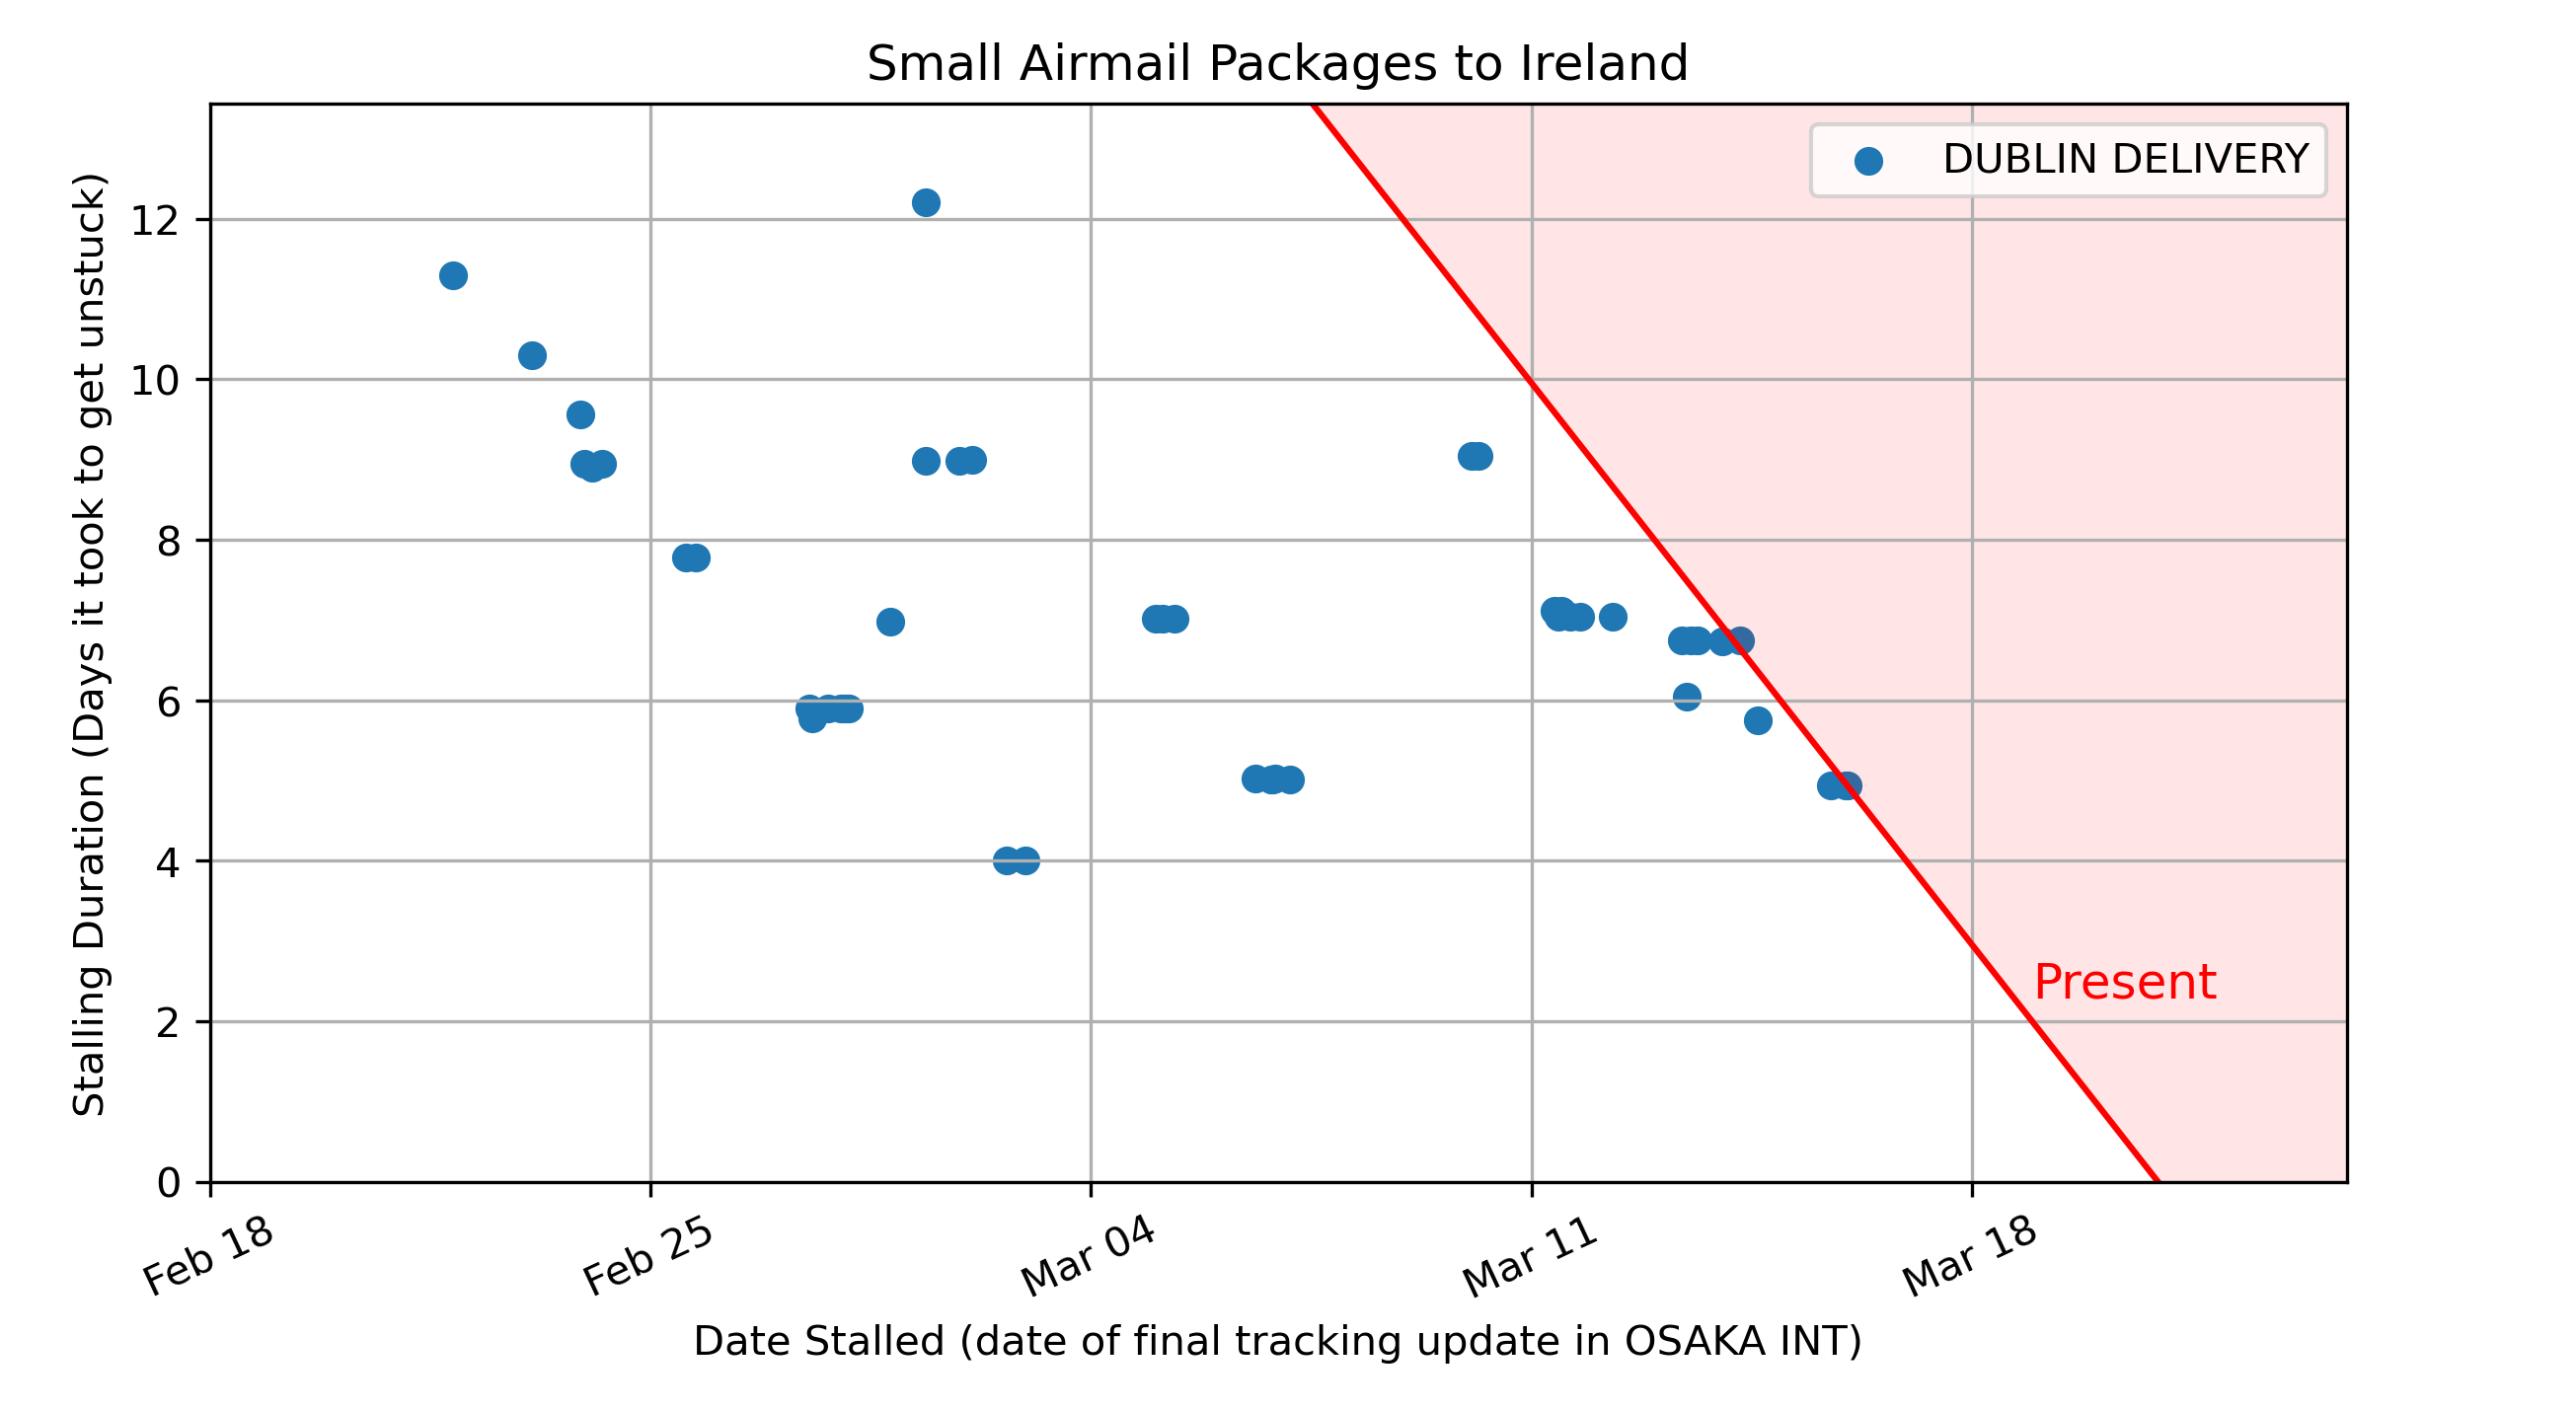 Small Airmail Packages to Ireland
DUBLIN DELIVERY
Stalling Duration (Days it took to get unstuck)
12
10
8
6
4
2
0
Present
Feb 18
Feb 25
Mar 04
Mar 11
Mar 18
Date Stalled (date of final tracking update in OSAKA INT)